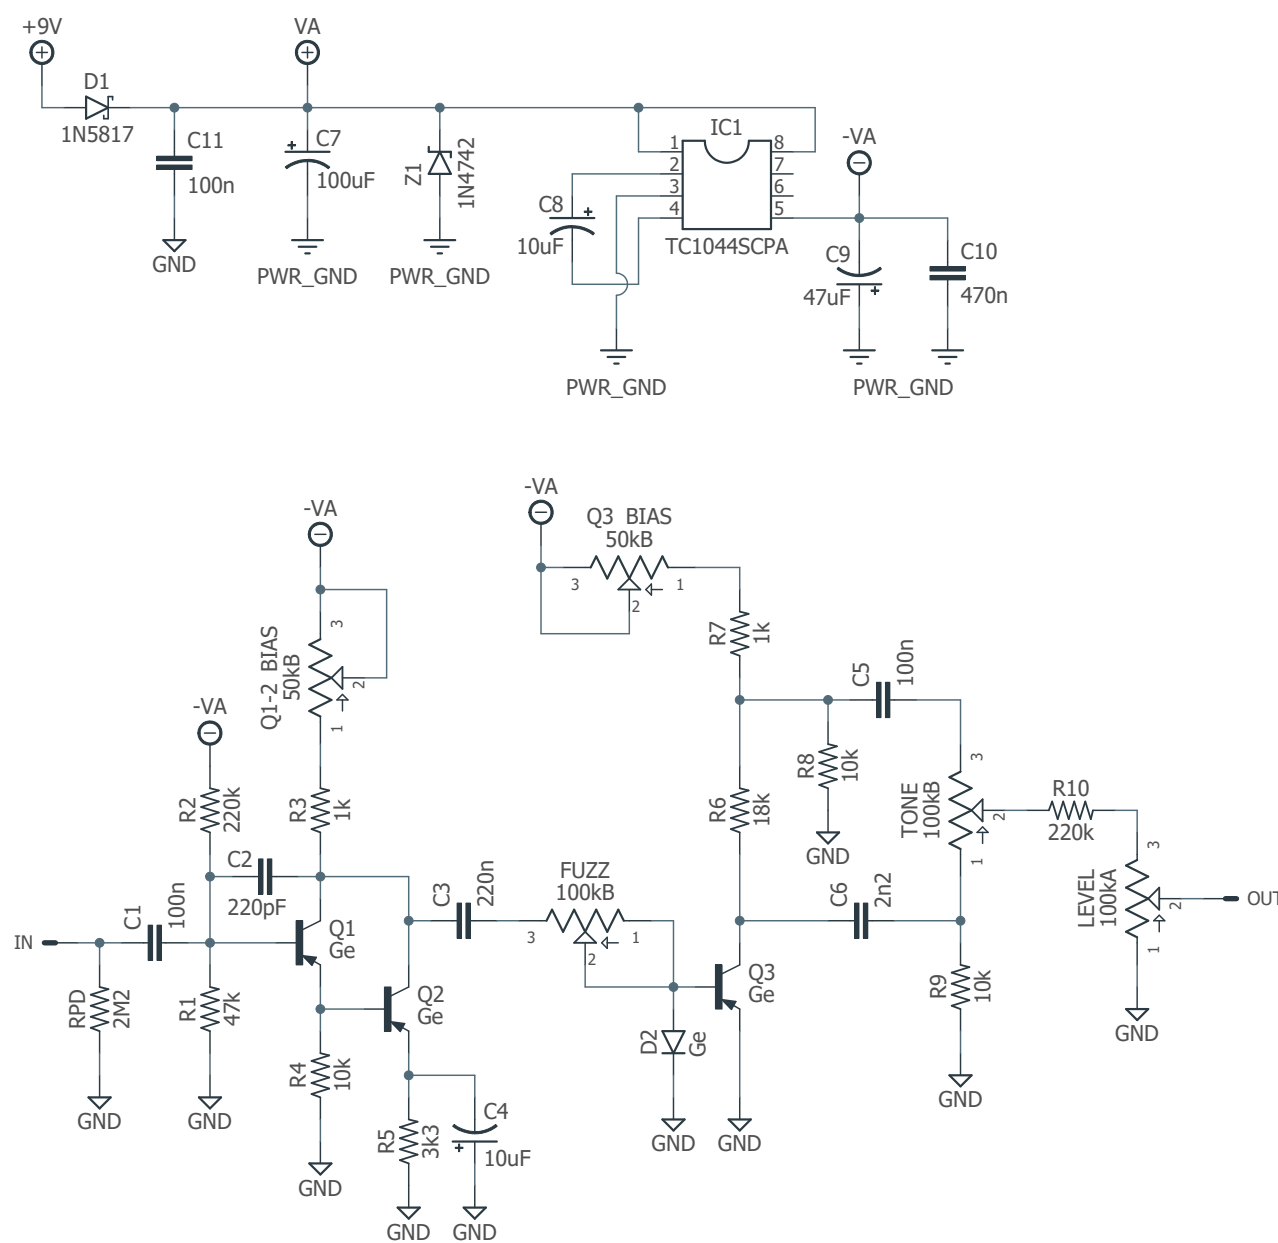 +9V
VA
D1
1N5817
C11
100n
GND
C7
100uF
PWR_GND
Z1
1N4742
PWR_GND
IC1
1
2
3
4
8
7
6
5
TC1044SCPA
C8
10uF
PWR_GND
-VA
C9
47uF
C10
470n
PWR_GND
-VA
Q1-2 BIAS
50kB
3
2
1
-VA
R2
220k
R3
1k
C2
220pF
IN
C1
100n
RPD
2M2
GND
R1
47k
GND
Q1
Ge
R4
10k
GND
Q2
Ge
R5
3k3
GND
C4
10uF
GND
C3
220n
FUZZ
100kB
3
2
1
D2
Ge
GND
Q3
Ge
GND
-VA
Q3 BIAS
50kB
3
2
1
R7
1k
R6
18k
R8
10k
GND
C5
100n
C6
2n2
TONE
100kB
3
2
1
R9
10k
GND
R10
220k
LEVEL
100kA
3
2
1
GND
OUT